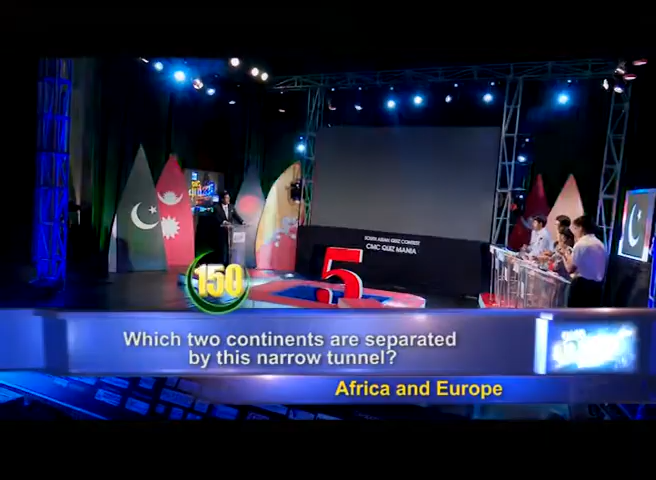 SOUTH ASIAN QUIZ CONTEST
CMC QUIZ MANIA
5
150
Which two continents are separated
by this narrow tunnel?
Africa and Europe